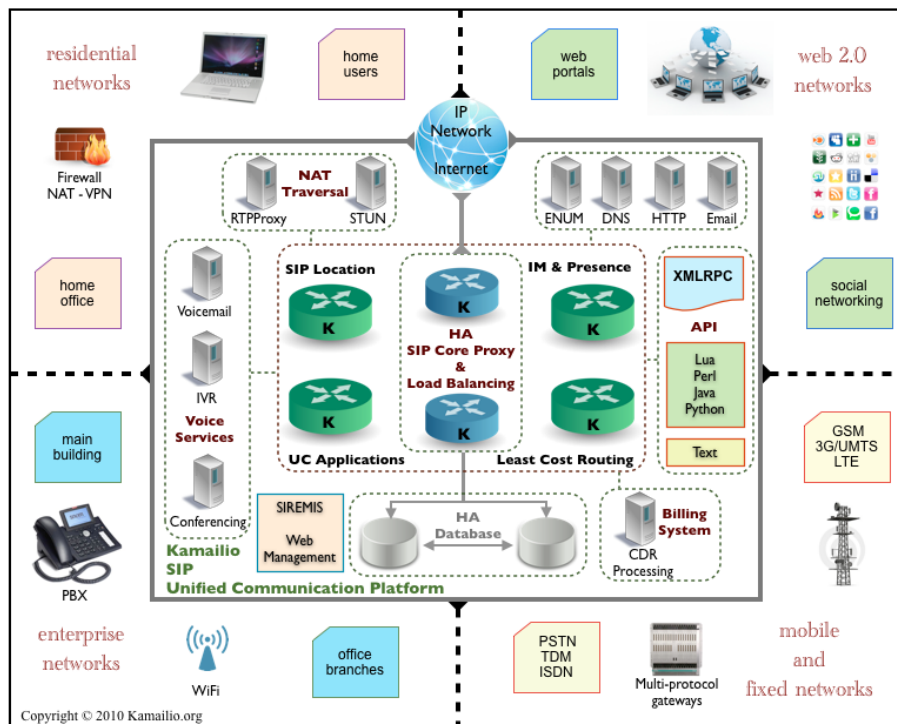 residential
networks
home
users
web
portals
web 2.0
networks
IP
Network
Internet
Firewall
NAT - VPN
NAT
Traversal
RTPProxy
STUN
ENUM
DNS
HTTP
Email
home
office
Voicemail
IVR
Voice
Services
Conferencing
SIP Location
K
K
UC Applications
K
HA
SIP Core Proxy
&
Load Balancing
K
IM & Presence
K
K
Least Cost Routing
XMLRPC
API
Lua
Perl
Java
Python
Text
social
networking
main
building
PBX
GSM
3G/UMTS
LTE
SIREMIS
Web
Management
HA
Database
Billing
System
CDR
Processing
Kamailio
SIP
Unified Communication Platform
enterprise
networks
WiFi
office
branches
PSTN
TDM
ISDN
Multi-protocol
gateways
mobile
and
fixed networks
Copyright © 2010 Kamailio.org